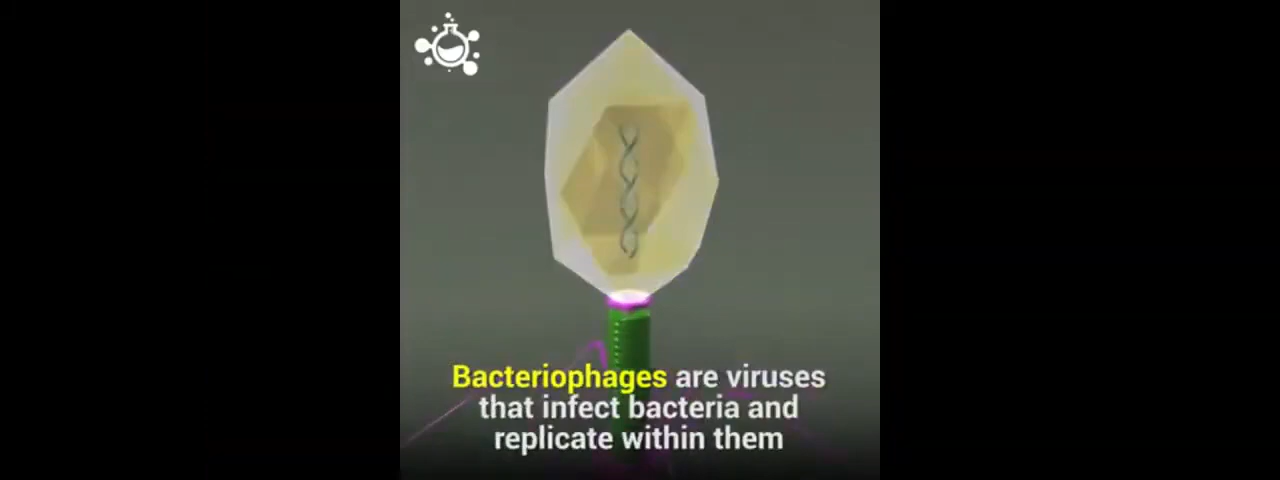 Bacteriophages are viruses
that infect bacteria and
replicate within them